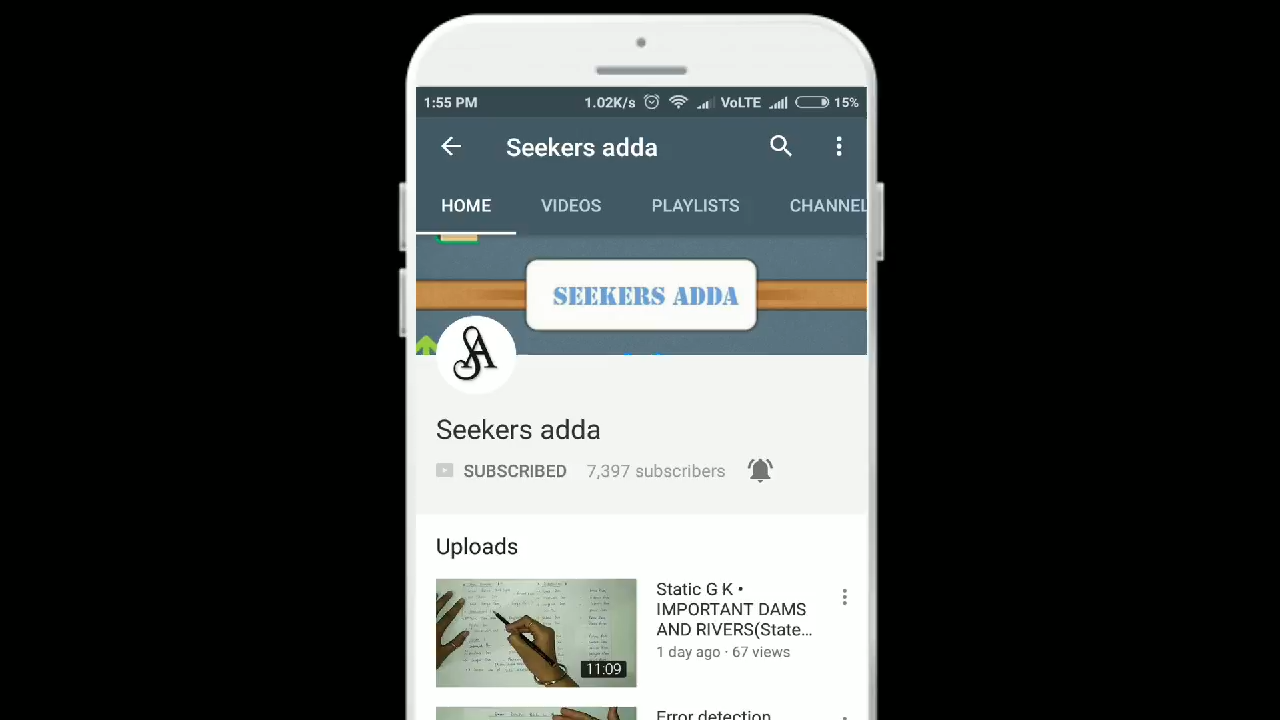 1:55 PM 1.02K/s VoLTE 15%
Seekers adda
HOME VIDEOS PLAYLISTS CHANNEL
SEEKERS ADDA
SA
Seekers adda
SUBSCRIBED 7,397 subscribers
Uploads
Static G K •
IMPORTANT DAMS
AND RIVERS(State...
1 day ago · 67 views
11:09
Error detection